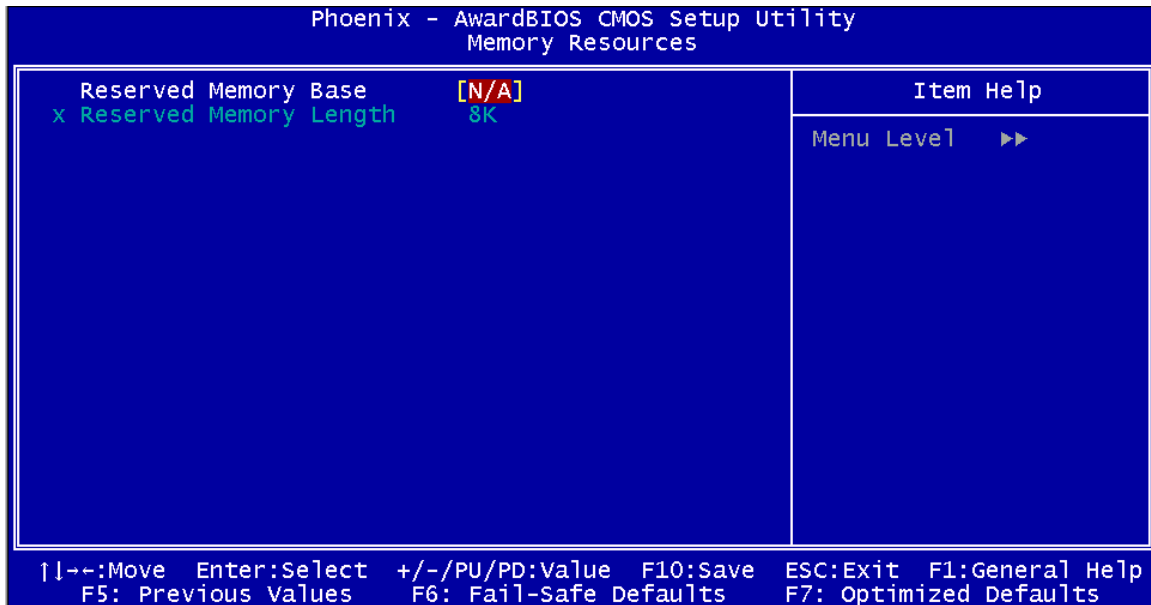 Phoenix - AwardBIOS CMOS Setup Utility
Memory Resources
Reserved Memory Base [N/A]
x Reserved Memory Length 8K
Item Help
Menu Level ▶▶
↑↓→←:Move Enter:Select +/-/PU/PD:Value F10:Save ESC:Exit F1:General Help
F5: Previous Values F6: Fail-Safe Defaults F7: Optimized Defaults